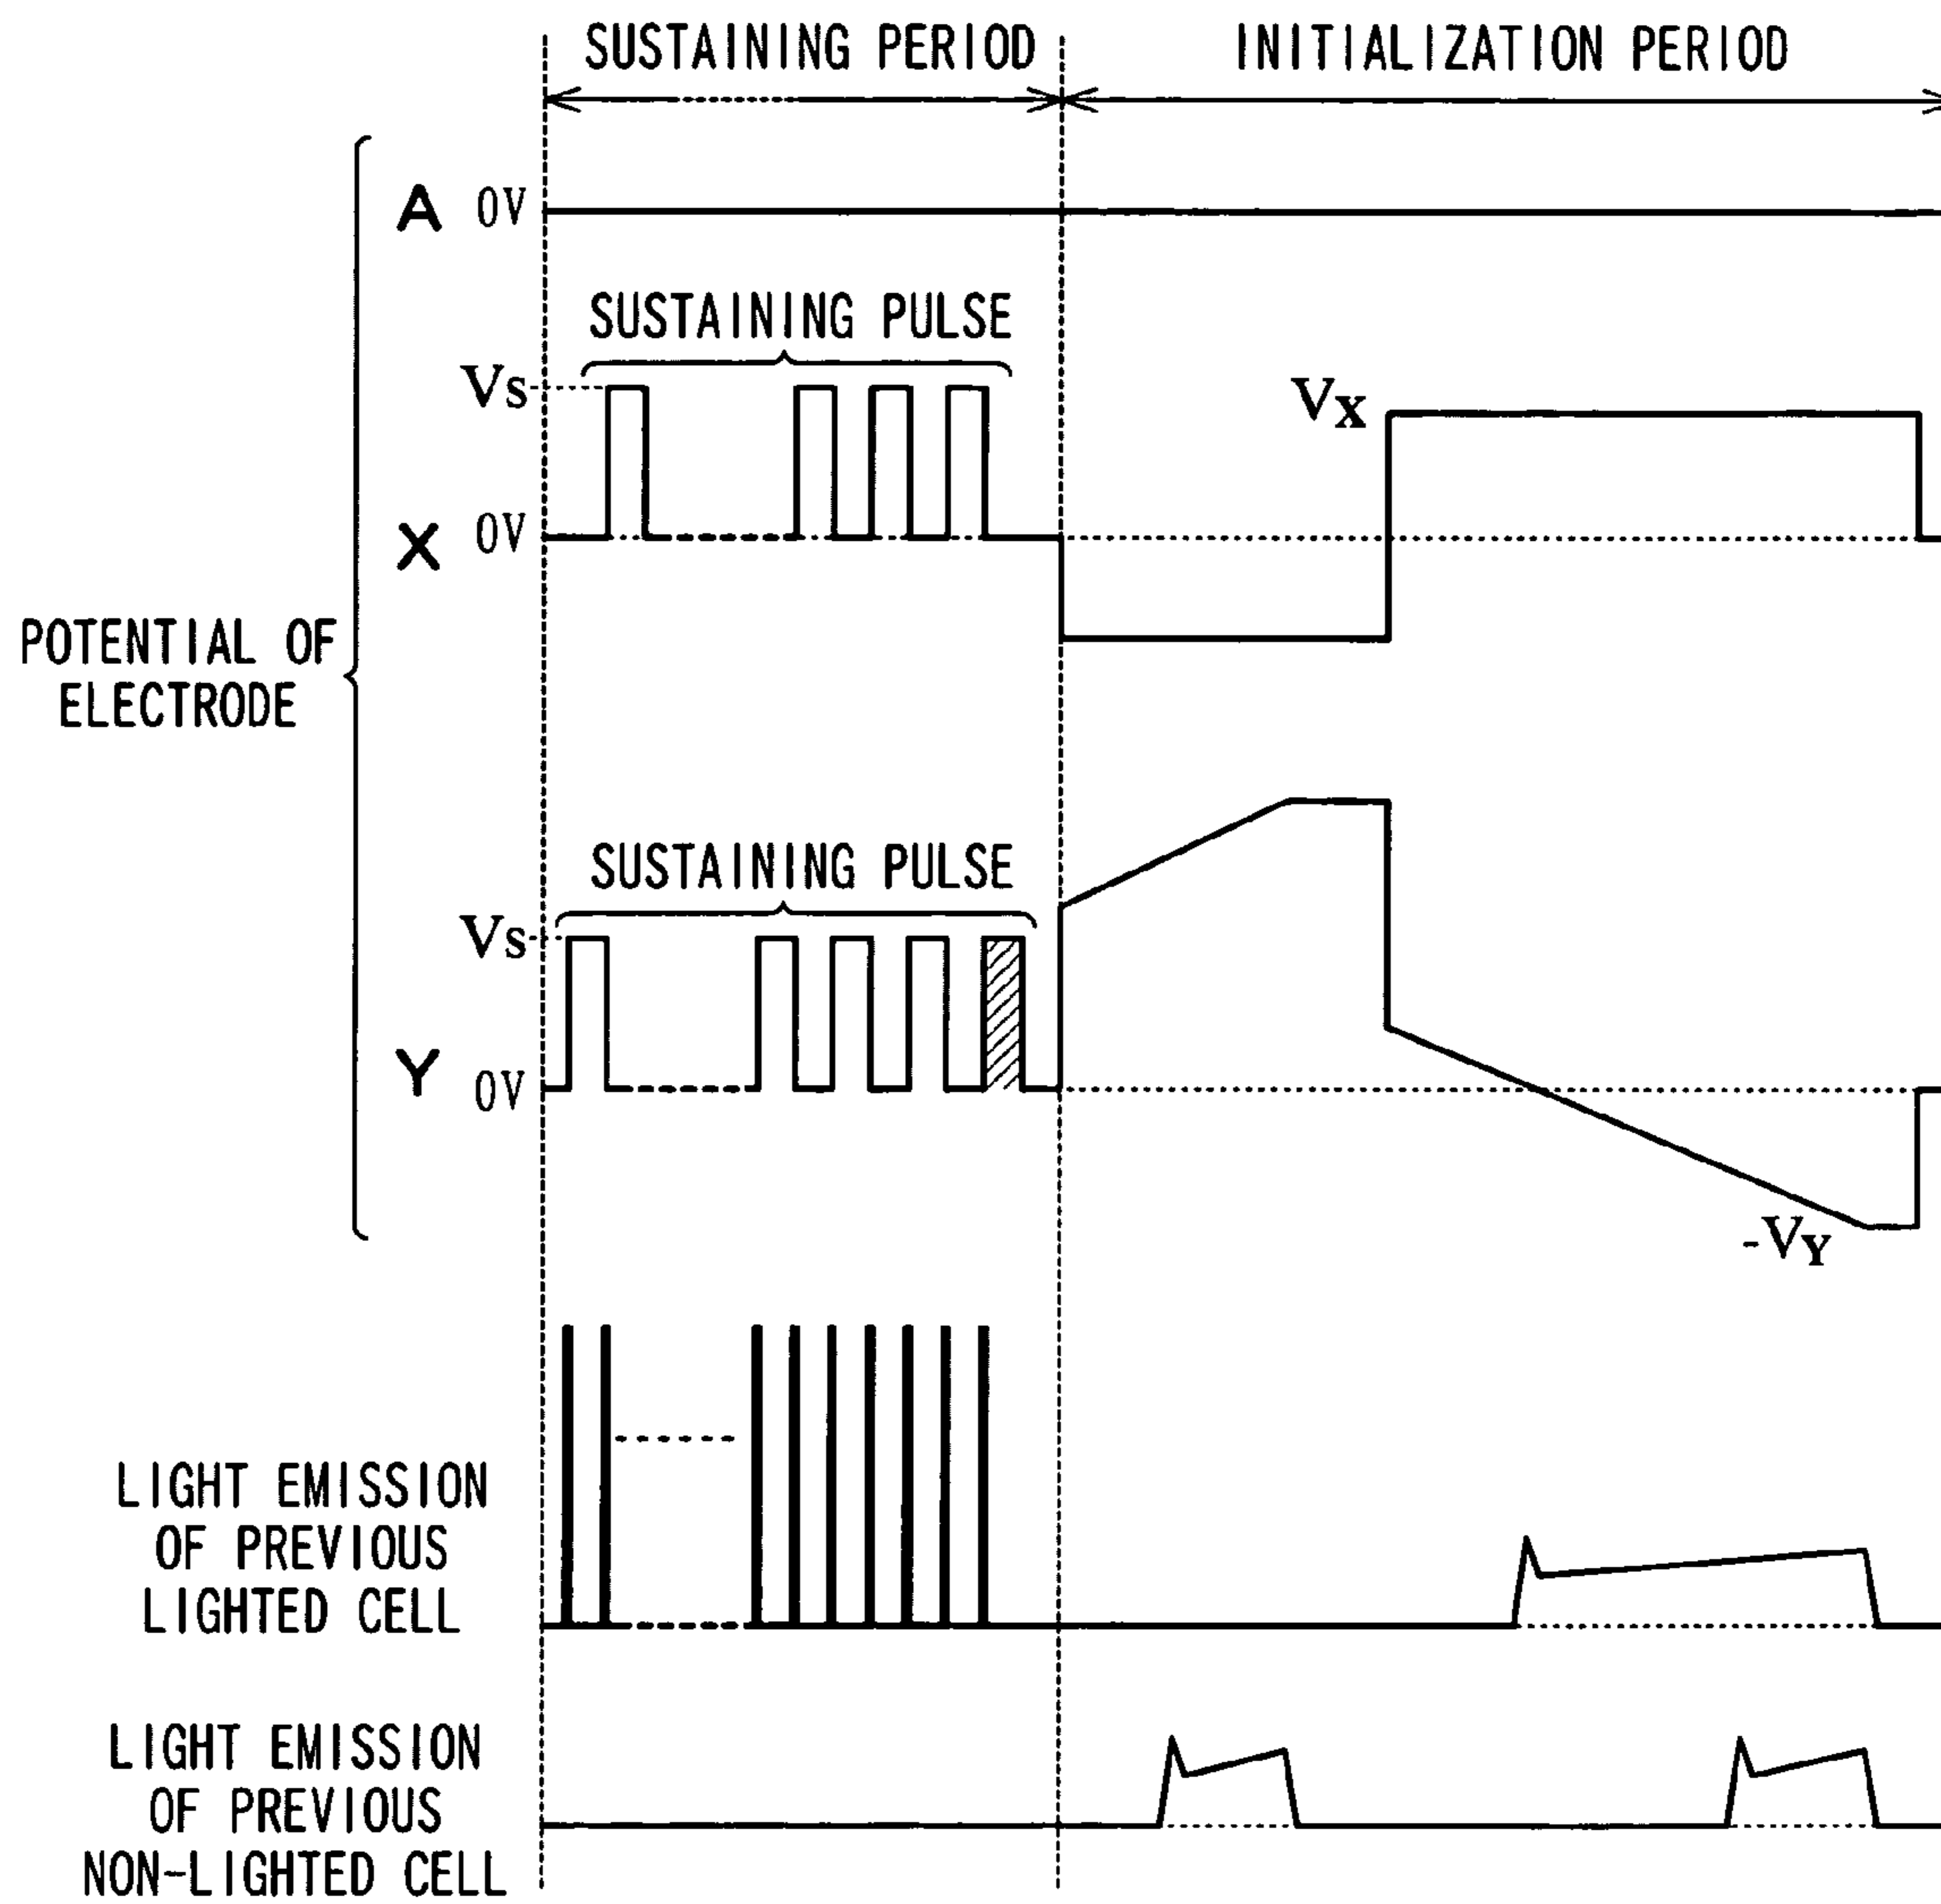 SUSTAINING PERIOD
INITIALIZATION PERIOD
A 0V
SUSTAINING PULSE
Vs
VX
X 0V
POTENTIAL OF
ELECTRODE
SUSTAINING PULSE
Vs
Y 0V
-VY
LIGHT EMISSION
OF PREVIOUS
LIGHTED CELL
LIGHT EMISSION
OF PREVIOUS
NON-LIGHTED CELL